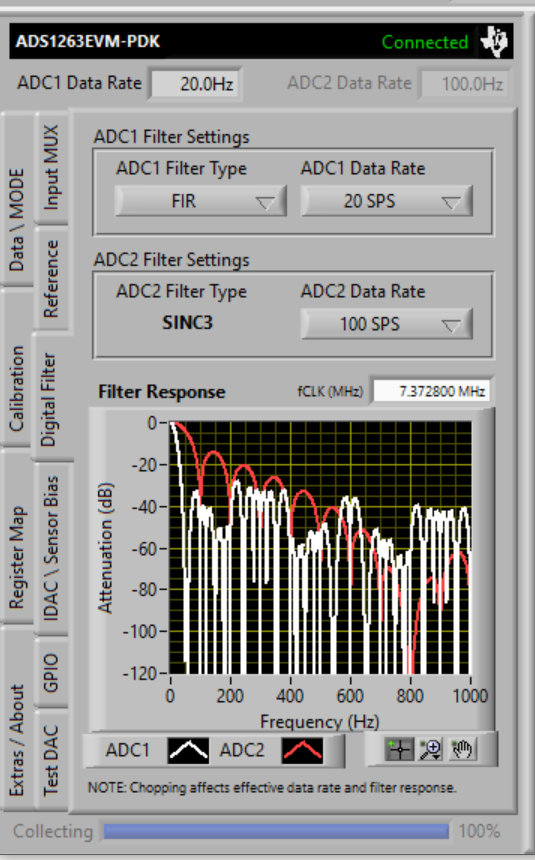 ADS1263EVM-PDK Connected
ADC1 Data Rate 20.0Hz ADC2 Data Rate 100.0Hz
Data \ MODE
Calibration
Register Map
Extras / About
Input MUX
Reference
Digital Filter
IDAC \ Sensor Bias
GPIO
Test DAC
ADC1 Filter Settings
ADC1 Filter Type ADC1 Data Rate
FIR 20 SPS
ADC2 Filter Settings
ADC2 Filter Type ADC2 Data Rate
SINC3 100 SPS
Filter Response fCLK (MHz) 7.372800 MHz
Attenuation (dB)
0
-20
-40
-60
-80
-100
-120
0 200 400 600 800 1000
Frequency (Hz)
ADC1 ADC2
NOTE: Chopping affects effective data rate and filter response.
Collecting 100%